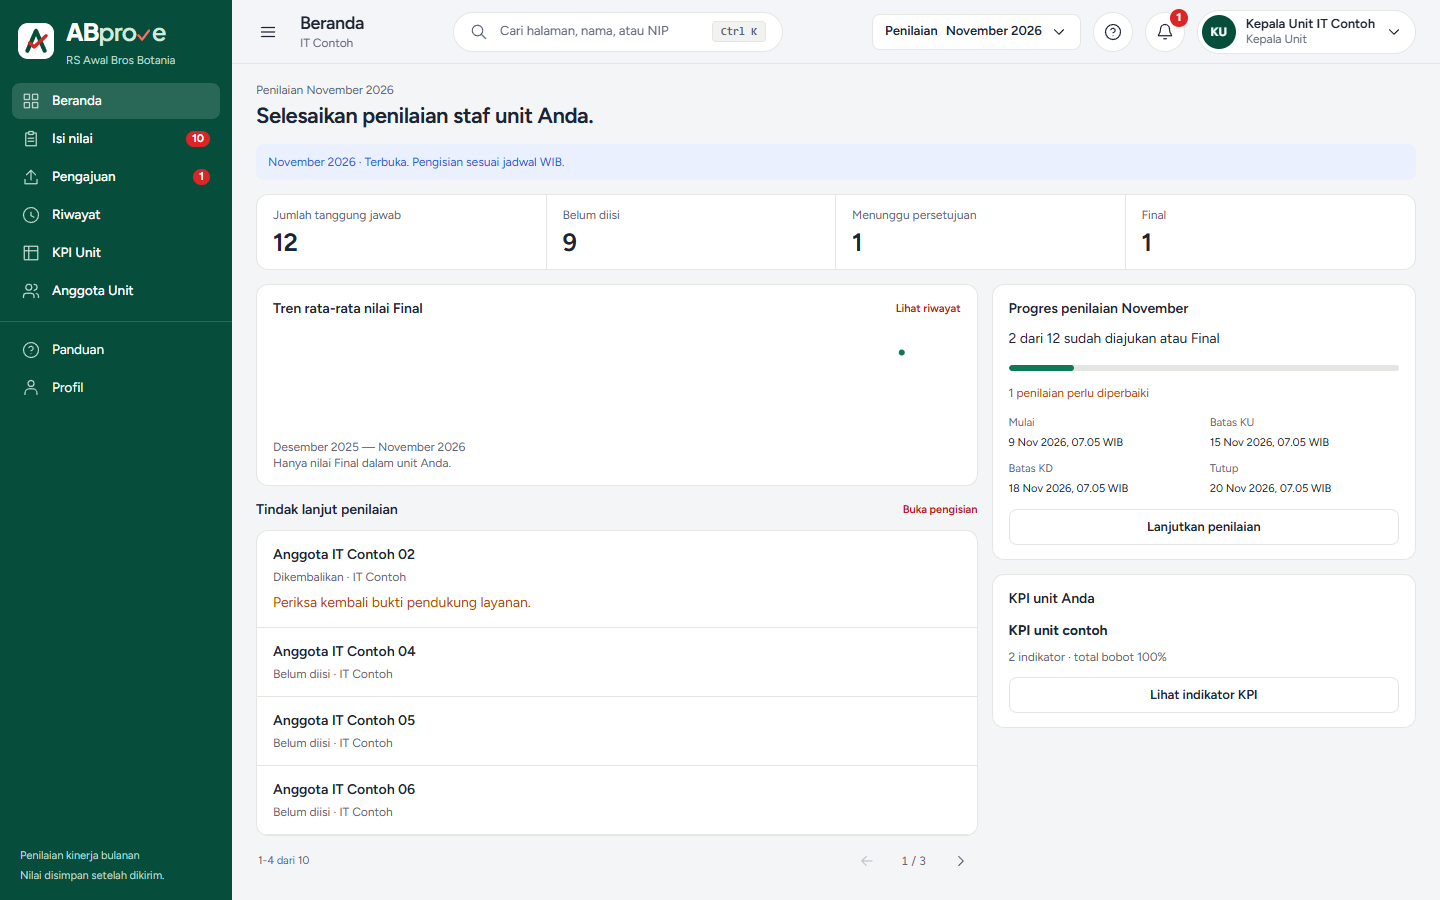 ABprove
RS Awal Bros Botania
Beranda
Isi nilai 10
Pengajuan 1
Riwayat
KPI Unit
Anggota Unit
Panduan
Profil
Penilaian kinerja bulanan
Nilai disimpan setelah dikirim.
Beranda
IT Contoh
Cari halaman, nama, atau NIP Ctrl K
Penilaian November 2026
1
KU
Kepala Unit IT Contoh
Kepala Unit
Penilaian November 2026
Selesaikan penilaian staf unit Anda.
November 2026 · Terbuka. Pengisian sesuai jadwal WIB.
Jumlah tanggung jawab
12
Belum diisi
9
Menunggu persetujuan
1
Final
1
Tren rata-rata nilai Final
Lihat riwayat
Desember 2025 — November 2026
Hanya nilai Final dalam unit Anda.
Tindak lanjut penilaian
Buka pengisian
Anggota IT Contoh 02
Dikembalikan · IT Contoh
Periksa kembali bukti pendukung layanan.
Anggota IT Contoh 04
Belum diisi · IT Contoh
Anggota IT Contoh 05
Belum diisi · IT Contoh
Anggota IT Contoh 06
Belum diisi · IT Contoh
1-4 dari 10
1 / 3
Progres penilaian November
2 dari 12 sudah diajukan atau Final
1 penilaian perlu diperbaiki
Mulai
9 Nov 2026, 07.05 WIB
Batas KU
15 Nov 2026, 07.05 WIB
Batas KD
18 Nov 2026, 07.05 WIB
Tutup
20 Nov 2026, 07.05 WIB
Lanjutkan penilaian
KPI unit Anda
KPI unit contoh
2 indikator · total bobot 100%
Lihat indikator KPI